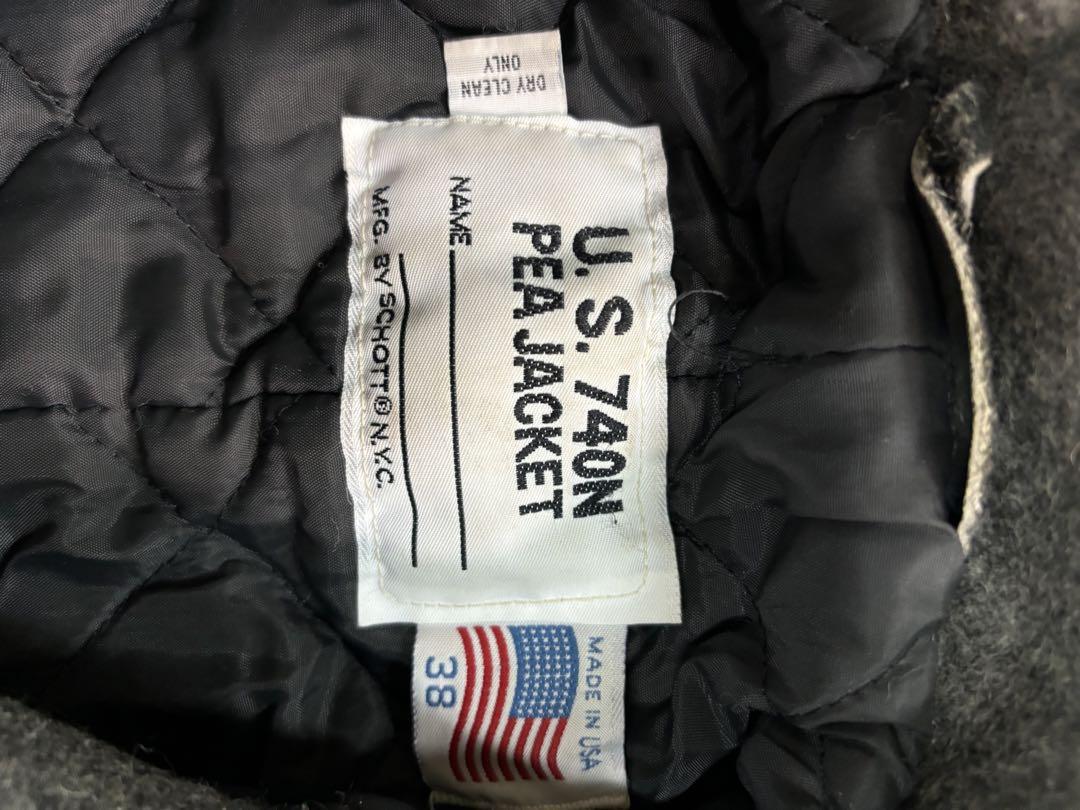 U. S. 740N
PEA JACKET
NAME
MFG. BY SCHOTT ® N.Y.C.
DRY CLEAN
ONLY
MADE IN USA
38